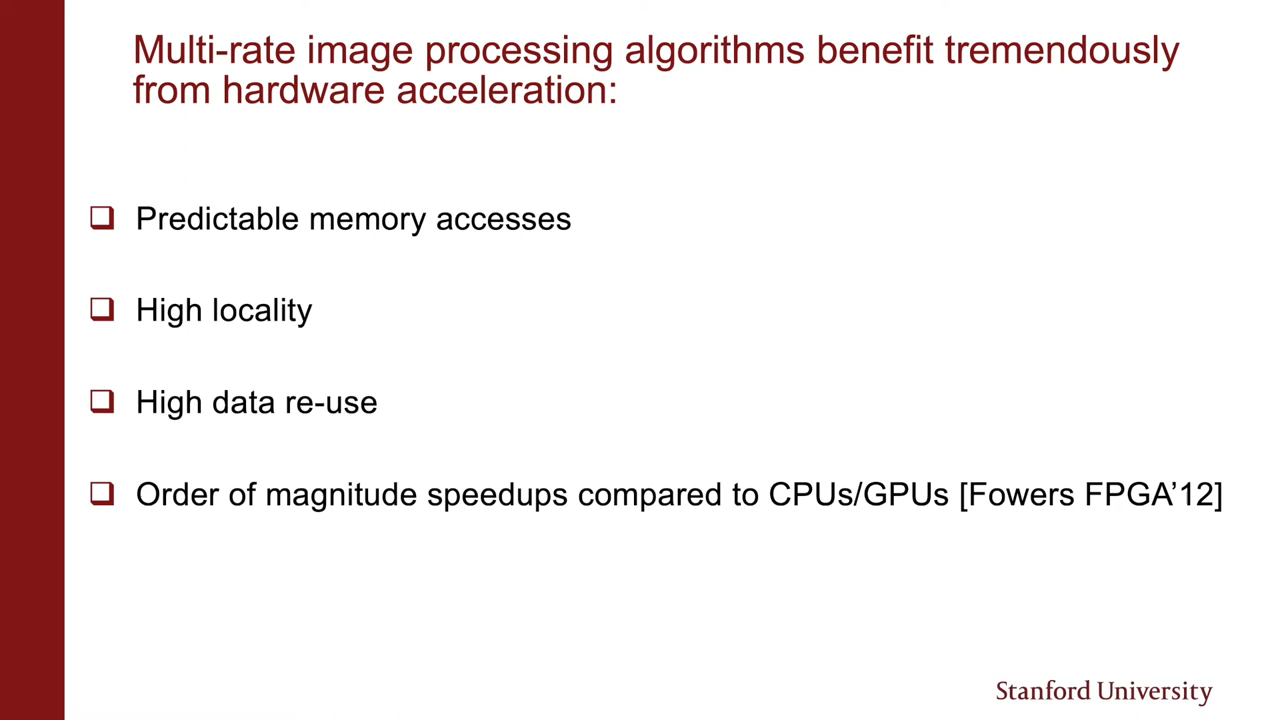 Multi-rate image processing algorithms benefit tremendously
from hardware acceleration:
Predictable memory accesses
High locality
High data re-use
Order of magnitude speedups compared to CPUs/GPUs [Fowers FPGA’12]
Stanford University